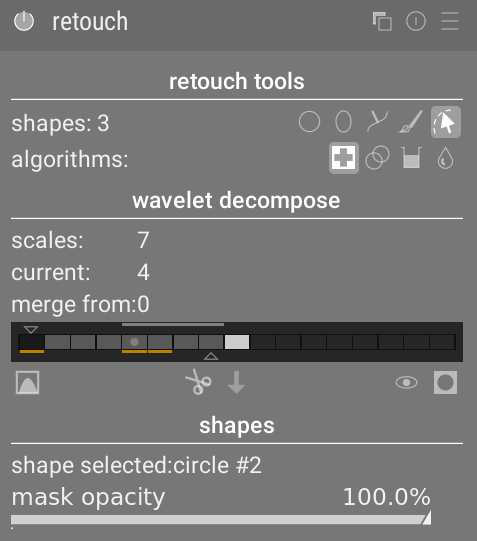 retouch
retouch tools
shapes: 3
algorithms:
wavelet decompose
scales: 7
current: 4
merge from:0
shapes
shape selected:circle #2
mask opacity 100.0%